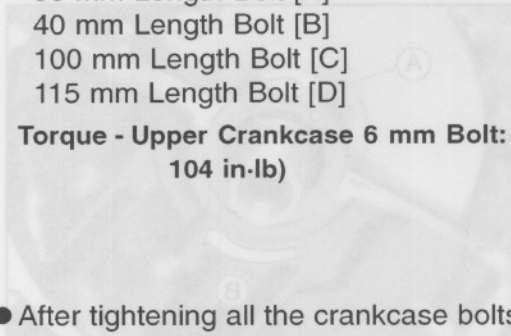 40 mm Length Bolt [B]
100 mm Length Bolt [C]
115 mm Length Bolt [D]
Torque - Upper Crankcase 6 mm Bolt:
104 in·lb)
● After tightening all the crankcase bolts